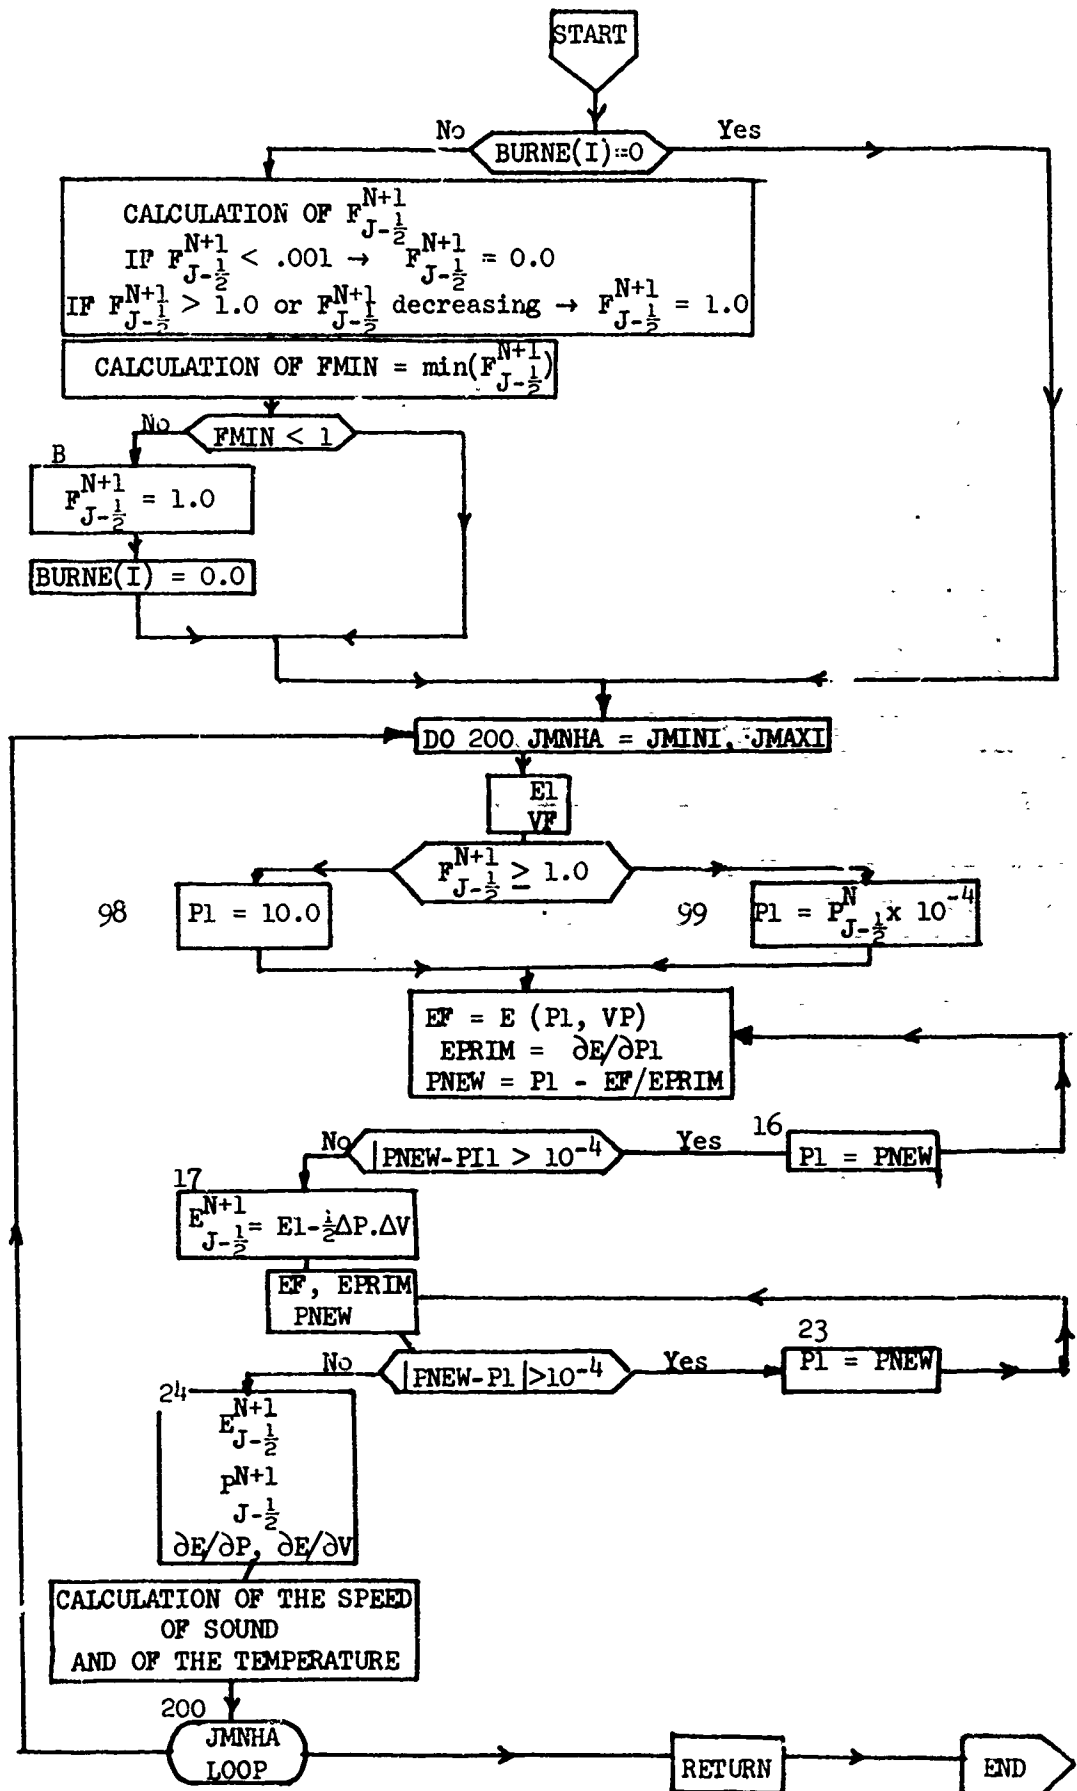 START
No
BURNE(I)=0
Yes
CALCULATION OF F^{N+1}_{J-½}
IF F^{N+1}_{J-½} < .001 → F^{N+1}_{J-½} = 0.0
IF F^{N+1}_{J-½} > 1.0 or F^{N+1}_{J-½} decreasing → F^{N+1}_{J-½} = 1.0
CALCULATION OF FMIN = min(F^{N+1}_{J-½})
No
FMIN < 1
B
F^{N+1}_{J-½} = 1.0
BURNE(I) = 0.0
DO 200 JMNHA = JMINI, JMAXI
E1
VF
F^{N+1}_{J-½} ≥ 1.0
98
P1 = 10.0
99
P1 = P^{N}_{J-½} x 10^{-4}
EF = E (P1, VP)
EPRIM = ∂E/∂P1
PNEW = P1 - EF/EPRIM
No
|PNEW-PI1 > 10^{-4}
Yes
16
P1 = PNEW
17
E^{N+1}_{J-½} = E1-½ΔP.ΔV
EF, EPRIM
PNEW
No
|PNEW-P1|>10^{-4}
Yes
23
P1 = PNEW
24
E^{N+1}_{J-½}
P^{N+1}_{J-½}
∂E/∂P, ∂E/∂V
CALCULATION OF THE SPEED
OF SOUND
AND OF THE TEMPERATURE
200
JMNHA
LOOP
RETURN
END